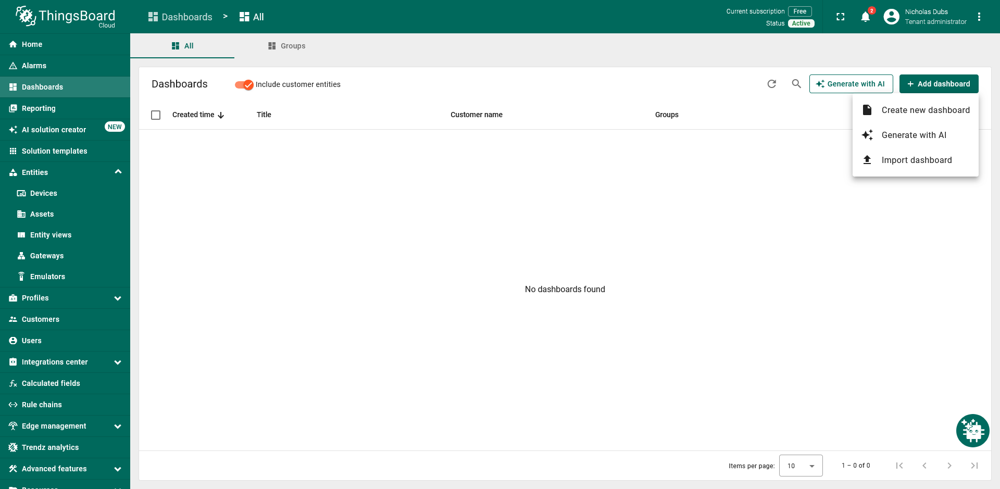 ThingsBoard
Cloud
Dashboards > All
Current subscription Free
Status Active
2
Nicholas Dubs
Tenant administrator
Home
Alarms
Dashboards
Reporting
AI solution creator NEW
Solution templates
Entities
Devices
Assets
Entity views
Gateways
Emulators
Profiles
Customers
Users
Integrations center
Calculated fields
Rule chains
Edge management
Trendz analytics
Advanced features
All Groups
Dashboards Include customer entities Generate with AI + Add dashboard
Created time Title Customer name Groups
Create new dashboard
Generate with AI
Import dashboard
No dashboards found
Items per page: 10 1 – 0 of 0